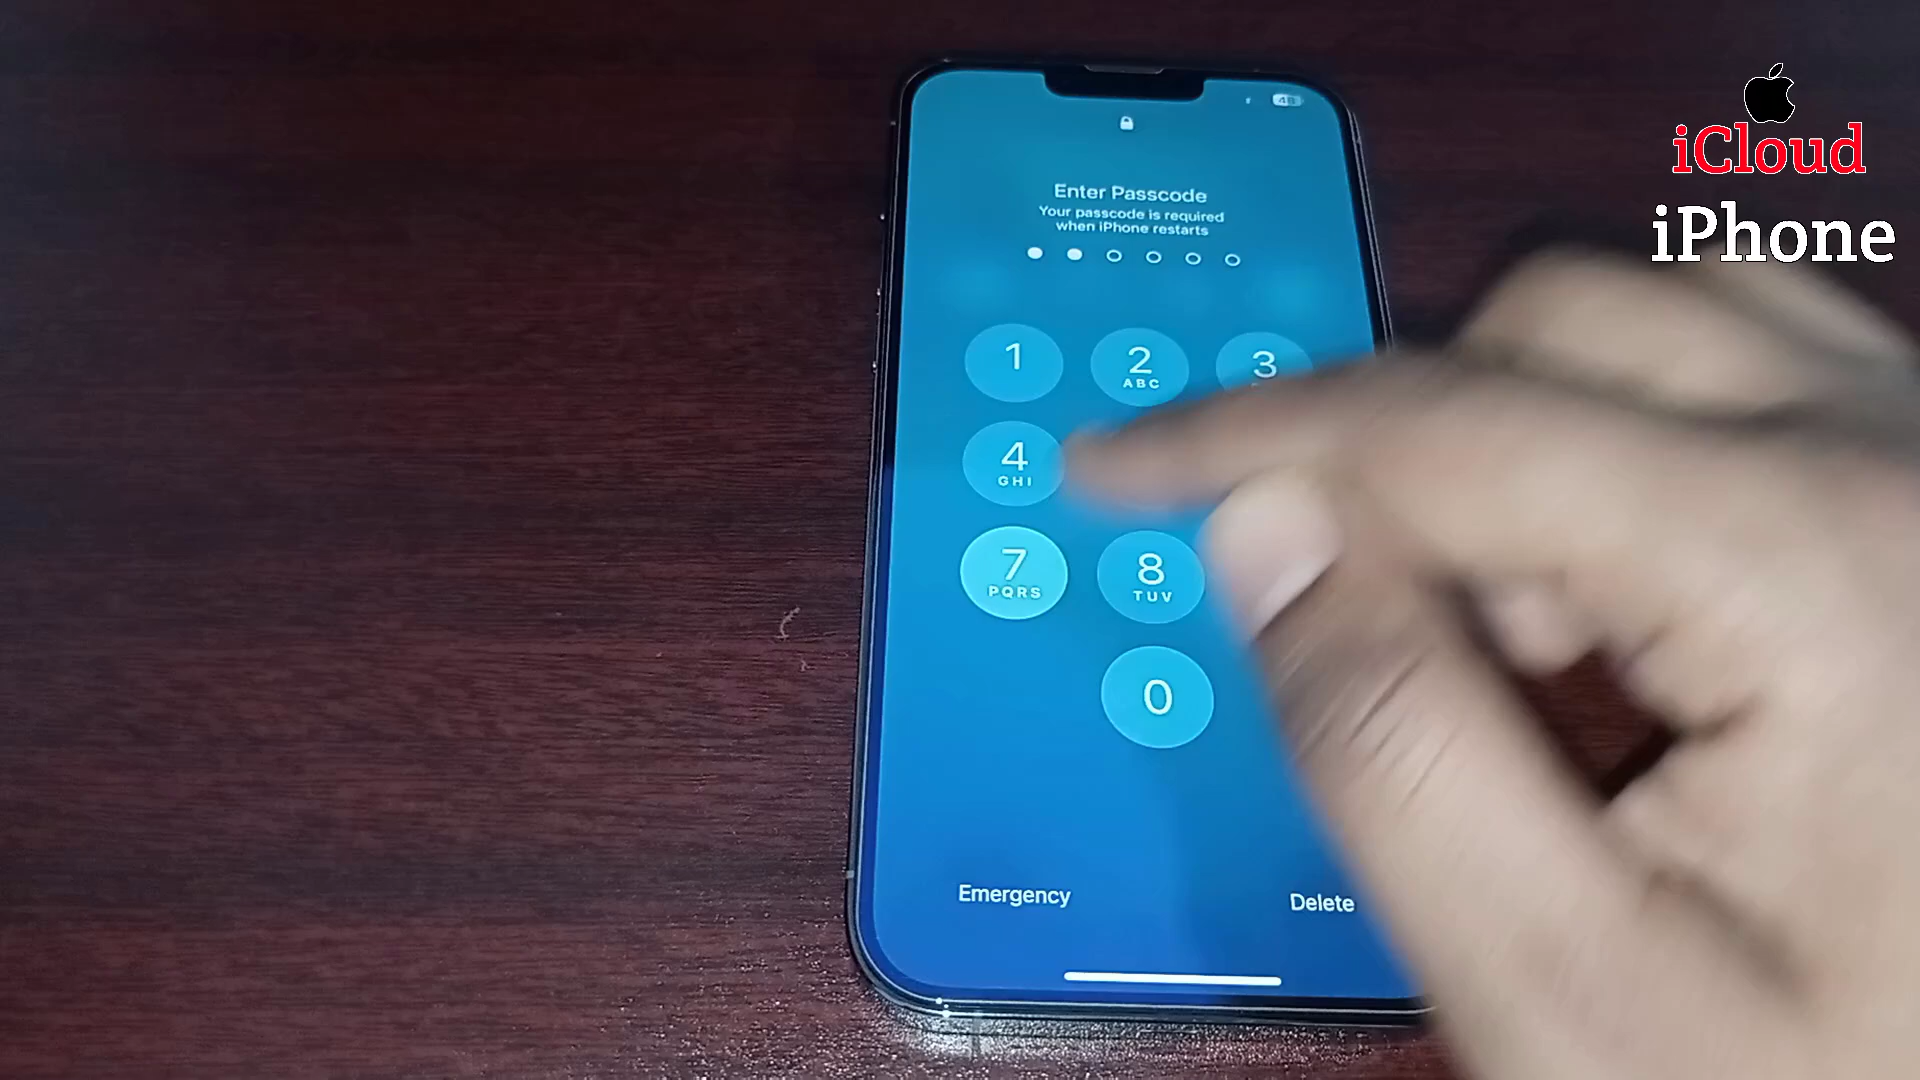 48
iCloud
iPhone
Enter Passcode
Your passcode is required
when iPhone restarts
1
2
ABC
3
4
GHI
7
PQRS
8
TUV
0
Emergency
Delete